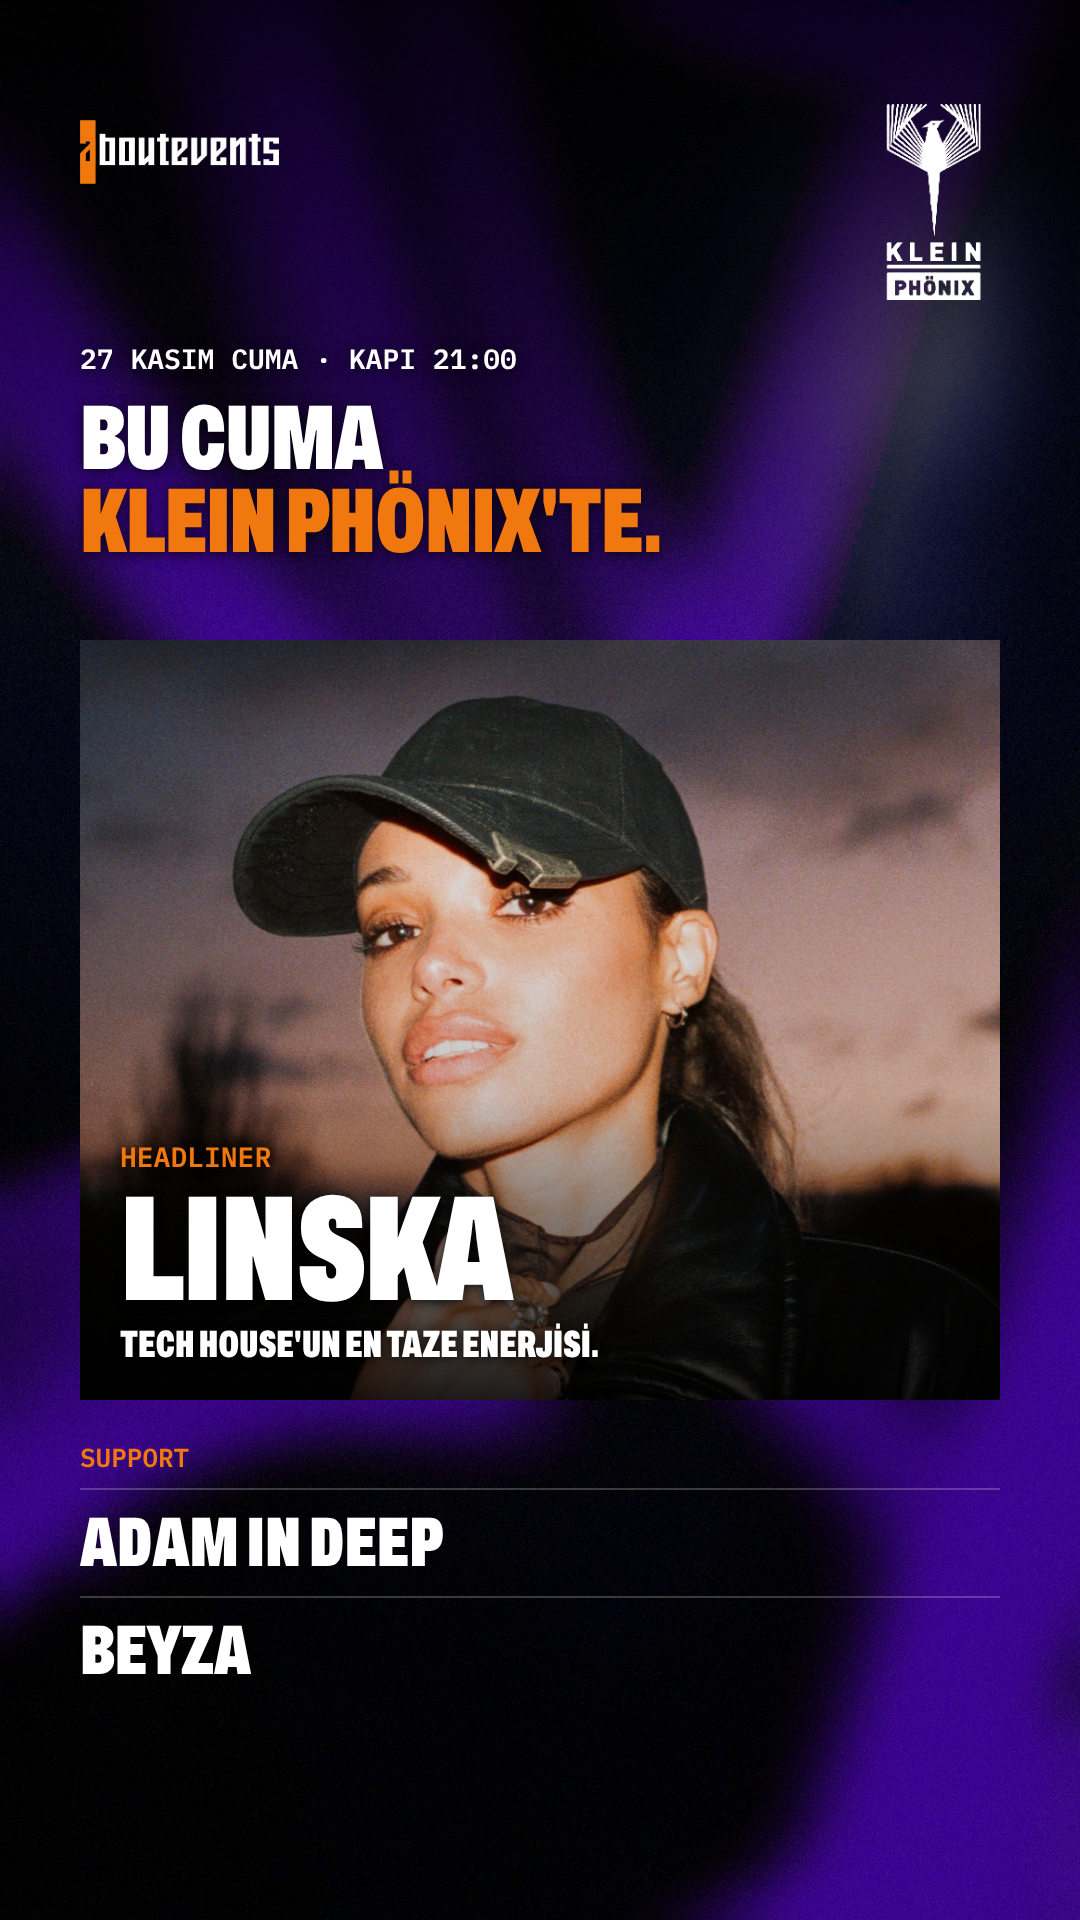 aboutevents
KLEIN
PHÖNIX
27 KASIM CUMA · KAPI 21:00
BU CUMA
KLEIN PHÖNIX'TE.
HEADLINER
LINSKA
TECH HOUSE'UN EN TAZE ENERJİSİ.
SUPPORT
ADAM IN DEEP
BEYZA